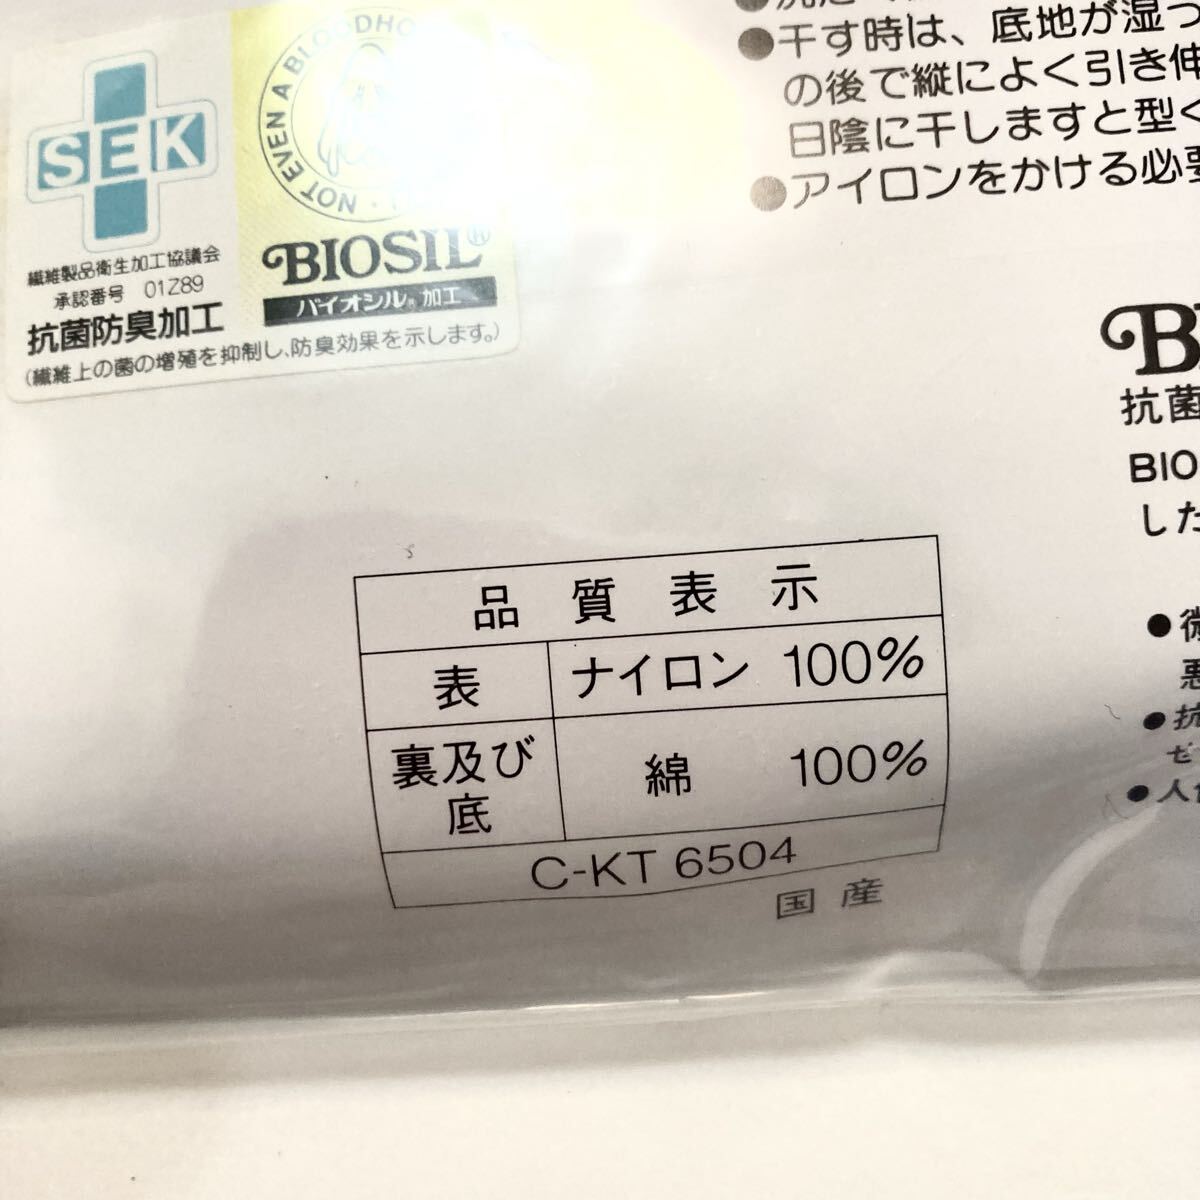 SEK
繊維製品衛生加工協議会
承認番号 01Z89
抗菌防臭加工
NOT EVEN A
BIOSIL®
バイオシル® 加工
(繊維上の菌の増殖を抑制し、防臭効果を示します。)
●干す時は、底地が湿っ
の後で縦によく引き伸
日陰に干しますと型く
●アイロンをかける必要
抗菌
BIO
した
品質表示
表 ナイロン 100%
裏及び底 綿 100%
C-KT 6504
国産